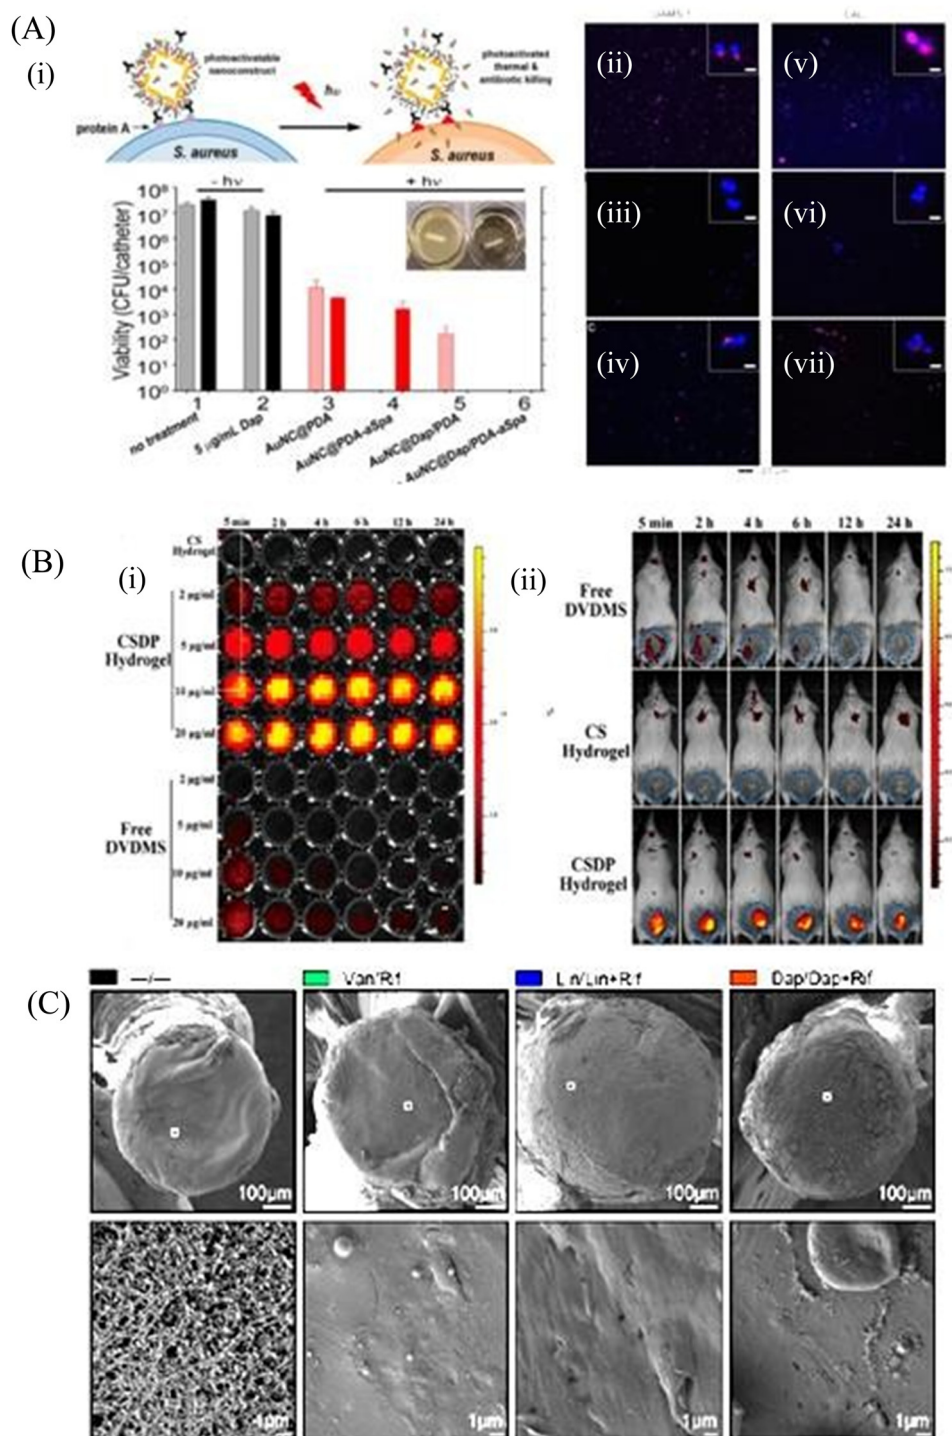 (A)
(i)
photoactivatable
nanoconstruct
hν
photoactivated
thermal &
antibiotic killing
protein A
S. aureus
S. aureus
- hν
+ hν
Viability (CFU/catheter)
10⁸
10⁷
10⁶
10⁵
10⁴
10³
10²
10¹
10⁰
1 2 3 4 5 6
no treatment
5 μg/mL Dap
AuNC@PDA
AuNC@PDA-aSpa
AuNC@Dap/PDA
AuNC@Dap/PDA-aSpa
(ii)
(v)
(iii)
(vi)
C
(iv)
(vii)
(B)
(i)
5 min 2 h 4 h 6 h 12 h 24 h
CS
Hydrogel
CSDP
Hydrogel
2 μg/ml
5 μg/ml
10 μg/ml
20 μg/ml
Free
DVDMS
2 μg/ml
5 μg/ml
10 μg/ml
20 μg/ml
(ii)
5 min 2 h 4 h 6 h 12 h 24 h
Free
DVDMS
CS
Hydrogel
CSDP
Hydrogel
(C)
—/—
Van/Rif
Lin/Lin+Rif
Dap/Dap+Rif
100μm
100μm
100μm
100μm
1μm
1μm
1μm
1μm